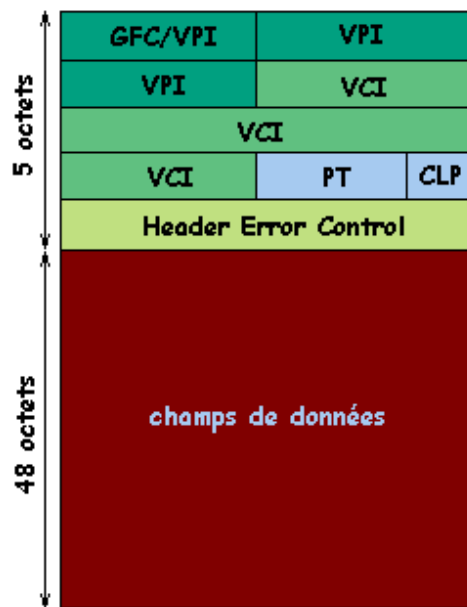 GFC/VPI VPI
VPI VCI
VCI
VCI PT CLP
Header Error Control
5 octets
champs de données
48 octets